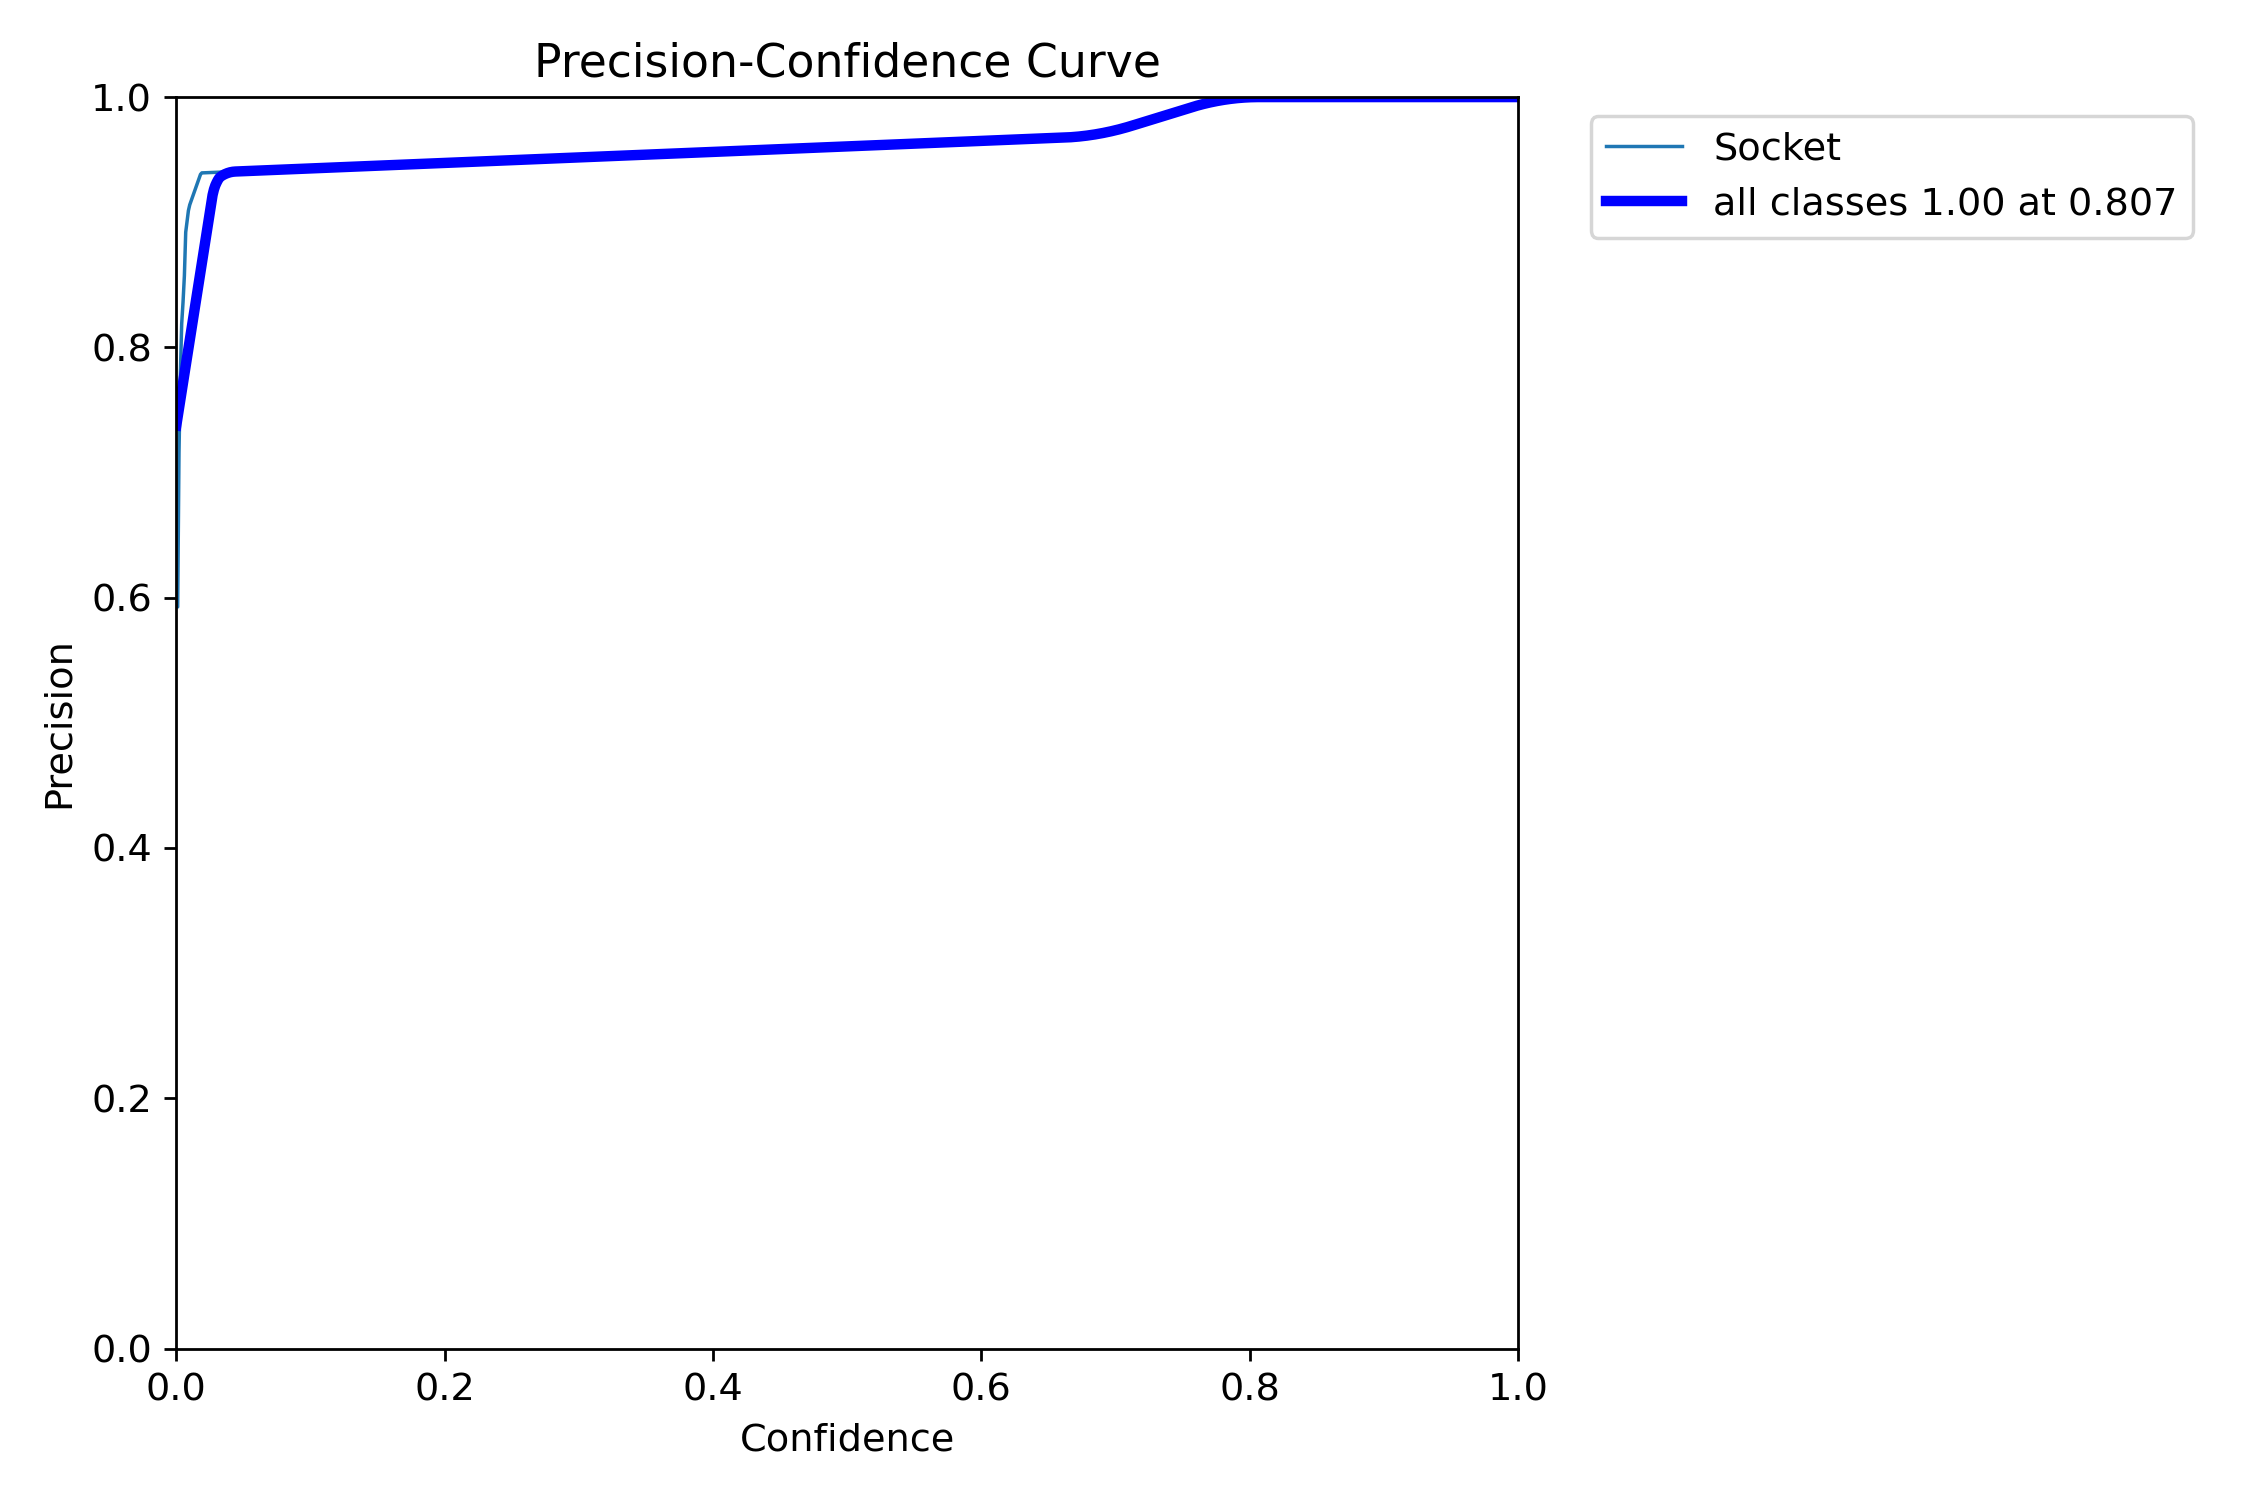 Precision-Confidence Curve
1.0
0.8
0.6
0.4
0.2
0.0
Precision
0.0 0.2 0.4 0.6 0.8 1.0
Confidence
Socket
all classes 1.00 at 0.807